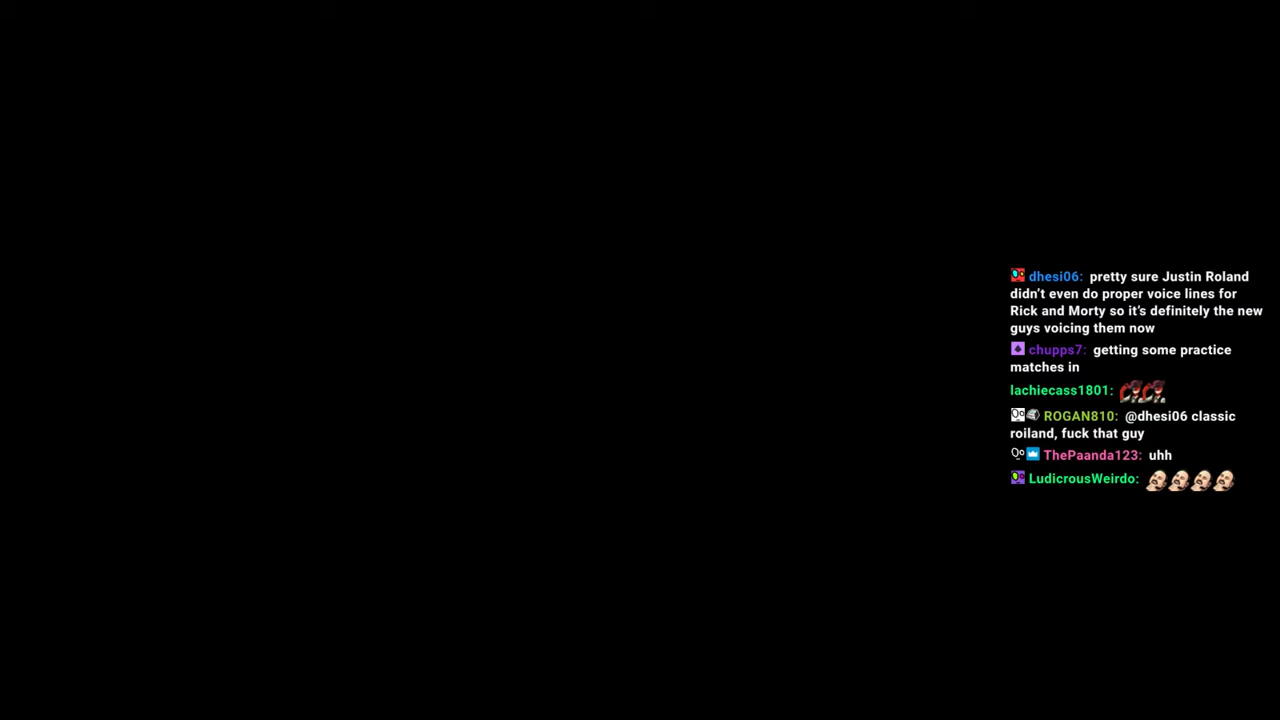 dhesi06: pretty sure Justin Roland
didn’t even do proper voice lines for
Rick and Morty so it’s definitely the new
guys voicing them now
chupps7: getting some practice
matches in
lachiecass1801:
ROGAN810: @dhesi06 classic
roiland, fuck that guy
ThePaanda123: uhh
LudicrousWeirdo: